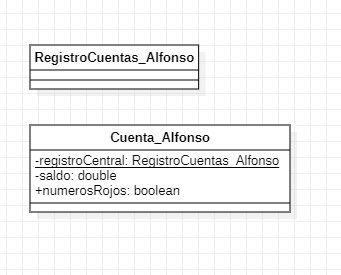 RegistroCuentas_Alfonso
Cuenta_Alfonso
-registroCentral: RegistroCuentas_Alfonso
-saldo: double
+numerosRojos: boolean